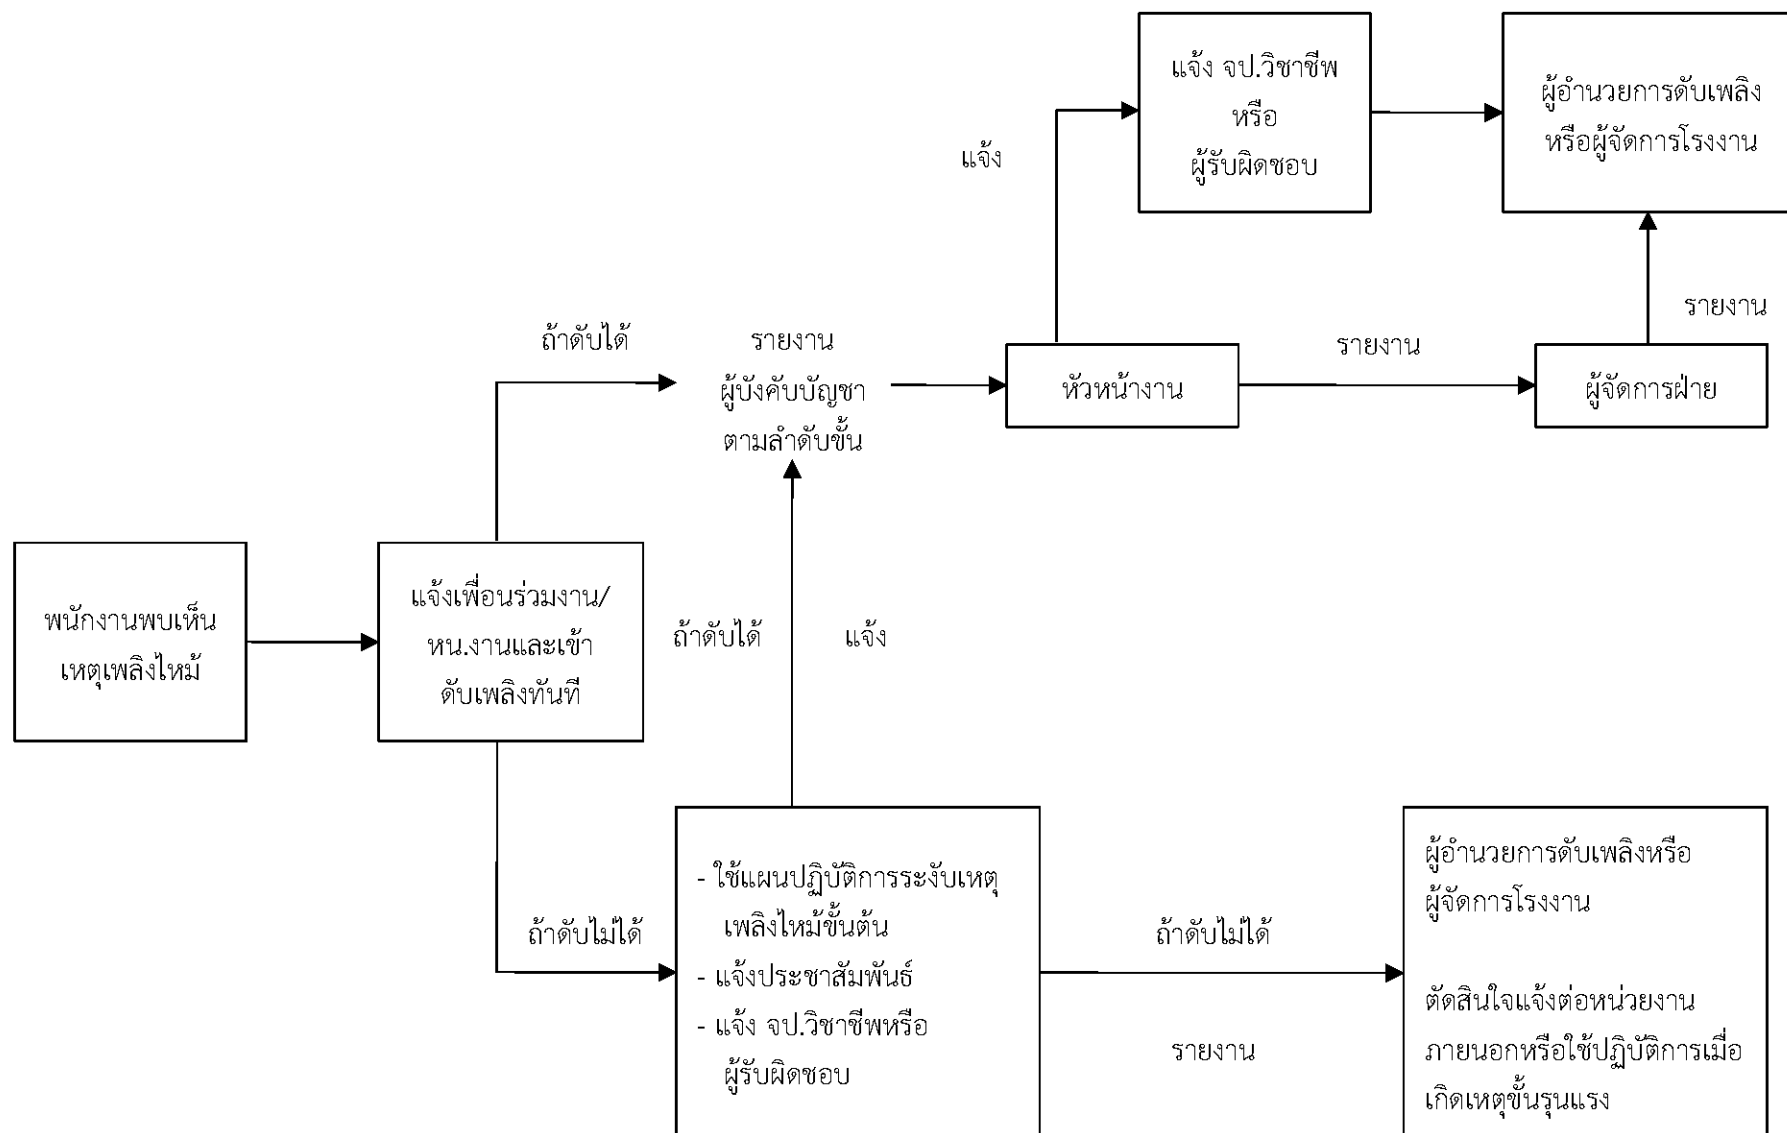 แจ้ง จป.วิชาชีพ
หรือ
ผู้รับผิดชอบ
ผู้อำนวยการดับเพลิง
หรือผู้จัดการโรงงาน
แจ้ง
รายงาน
ถ้าดับได้
รายงาน
ผู้บังคับบัญชา
ตามลำดับขั้น
หัวหน้างาน
รายงาน
ผู้จัดการฝ่าย
พนักงานพบเห็น
เหตุเพลิงไหม้
แจ้งเพื่อนร่วมงาน/
หน.งานและเข้า
ดับเพลิงทันที
ถ้าดับได้
แจ้ง
ถ้าดับไม่ได้
- ใช้แผนปฏิบัติการระงับเหตุ
เพลิงไหม้ขั้นต้น
- แจ้งประชาสัมพันธ์
- แจ้ง จป.วิชาชีพหรือ
ผู้รับผิดชอบ
ถ้าดับไม่ได้
รายงาน
ผู้อำนวยการดับเพลิงหรือ
ผู้จัดการโรงงาน
ตัดสินใจแจ้งต่อหน่วยงาน
ภายนอกหรือใช้ปฏิบัติการเมื่อ
เกิดเหตุขั้นรุนแรง